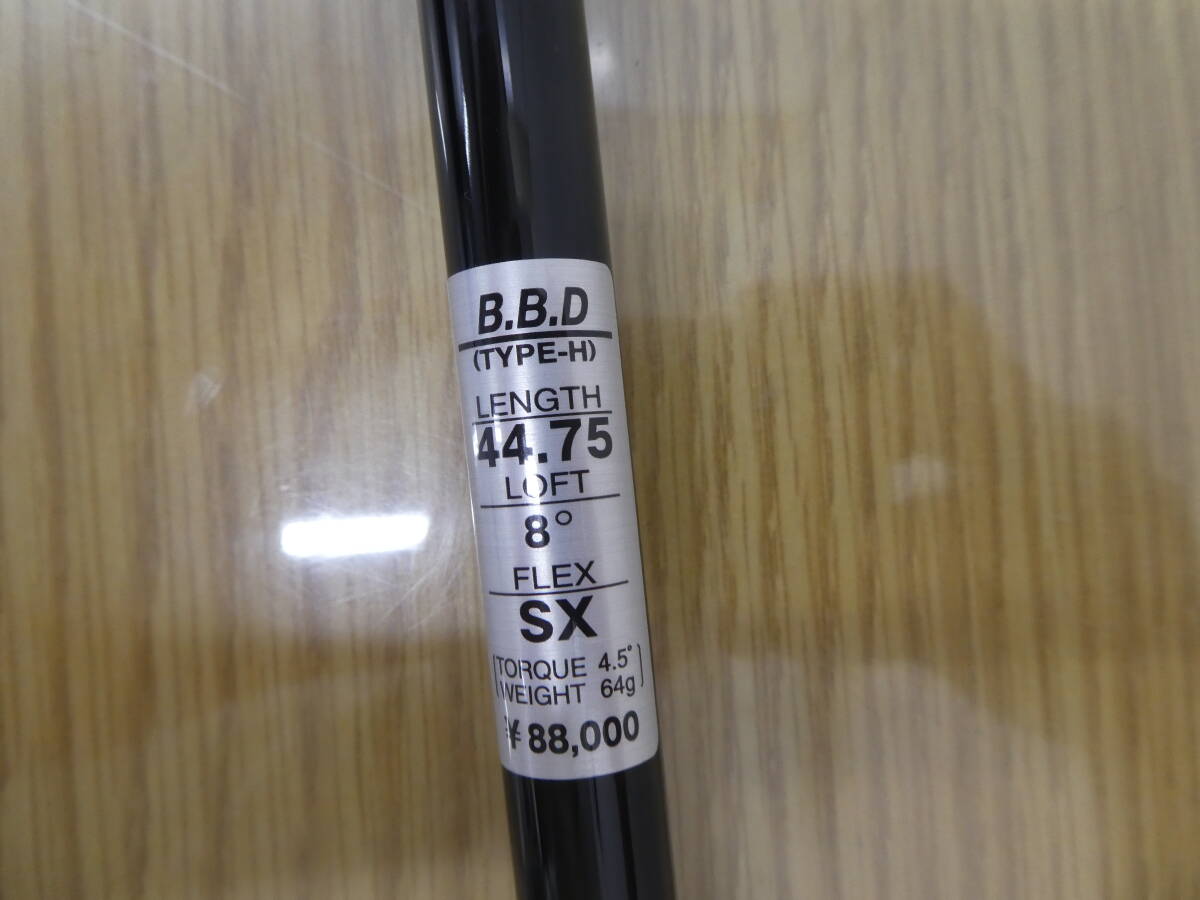 B.B.D
(TYPE-H)
LENGTH
44.75
LOFT
8°
FLEX
SX
(TORQUE 4.5°
WEIGHT 64g)
¥88,000